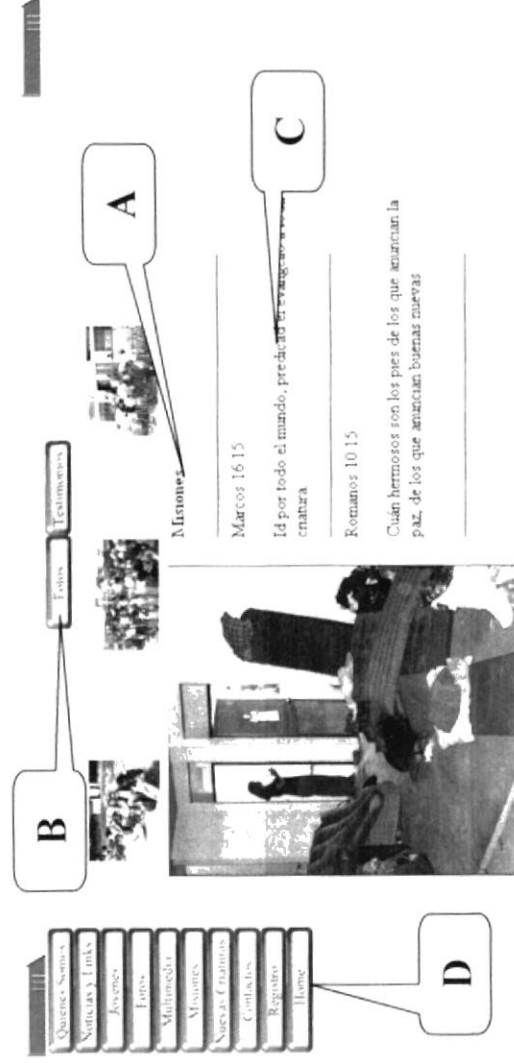 Quienes Somos
Noticias y Links
Jovenes
Fotos
Multimedia
Misiones
Nuevas Criaturas
Contactos
Registro
Home
Fotos
Testimonios
Misiones
Marcos 16 15
Id por todo el mundo, predicad el evangelio a
criatura
Romanos 10 15
Cuán hermosos son los pies de los que anuncian la
paz, de los que anuncian buenas nuevas
A
B
C
D